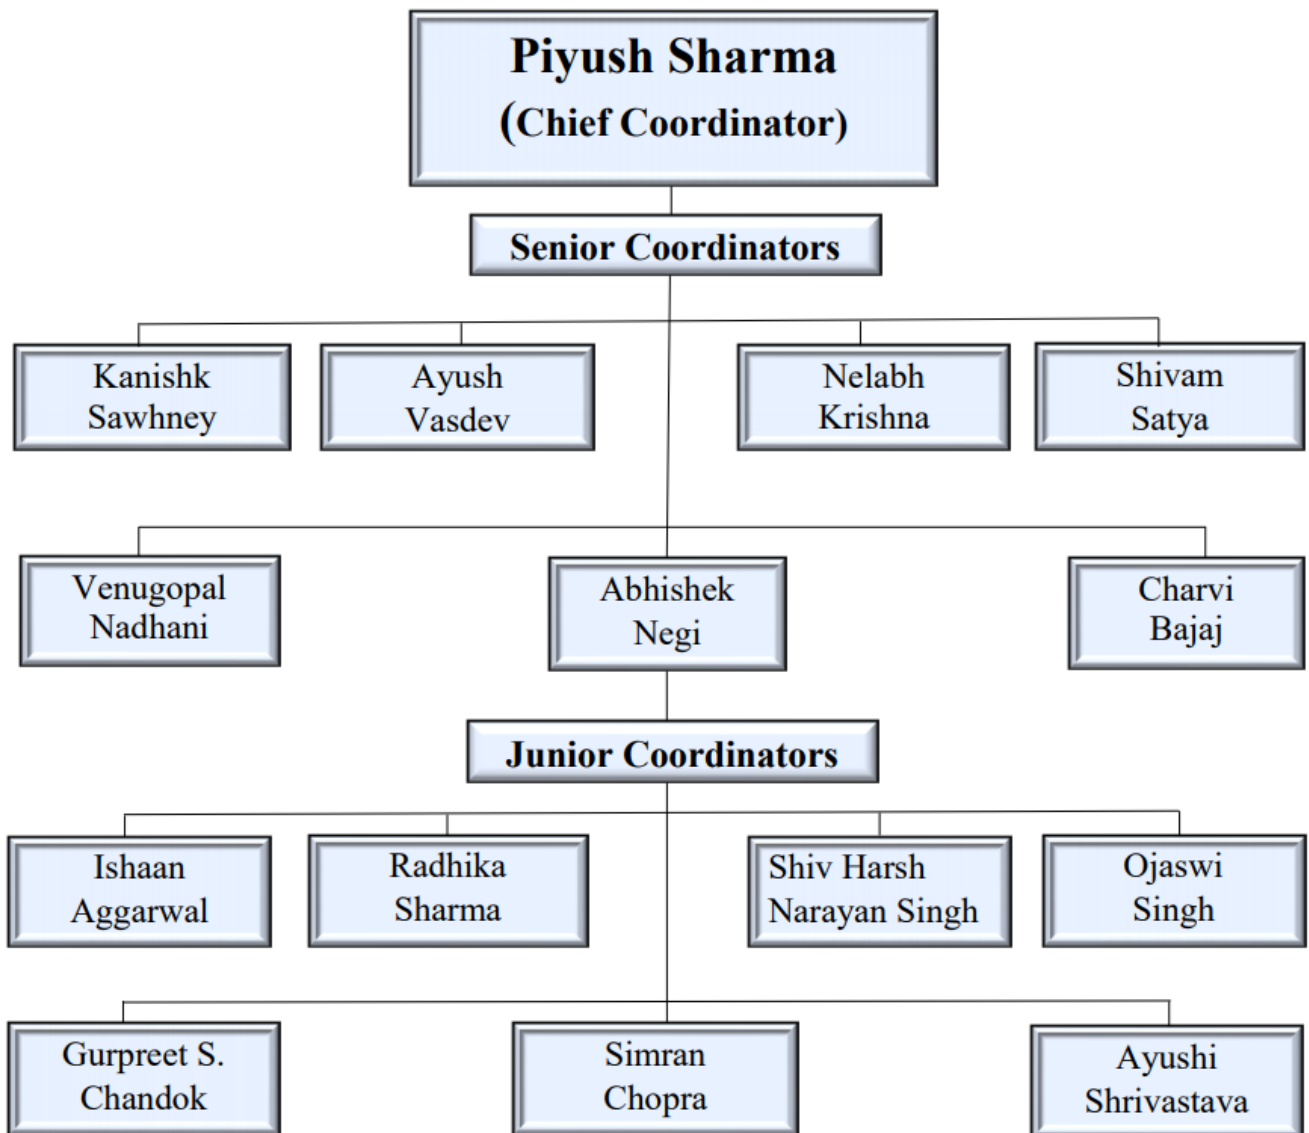 Piyush Sharma
(Chief Coordinator)
Senior Coordinators
Kanishk
Sawhney
Ayush
Vasdev
Nelabh
Krishna
Shivam
Satya
Venugopal
Nadhani
Abhishek
Negi
Charvi
Bajaj
Junior Coordinators
Ishaan
Aggarwal
Radhika
Sharma
Shiv Harsh
Narayan Singh
Ojaswi
Singh
Gurpreet S.
Chandok
Simran
Chopra
Ayushi
Shrivastava